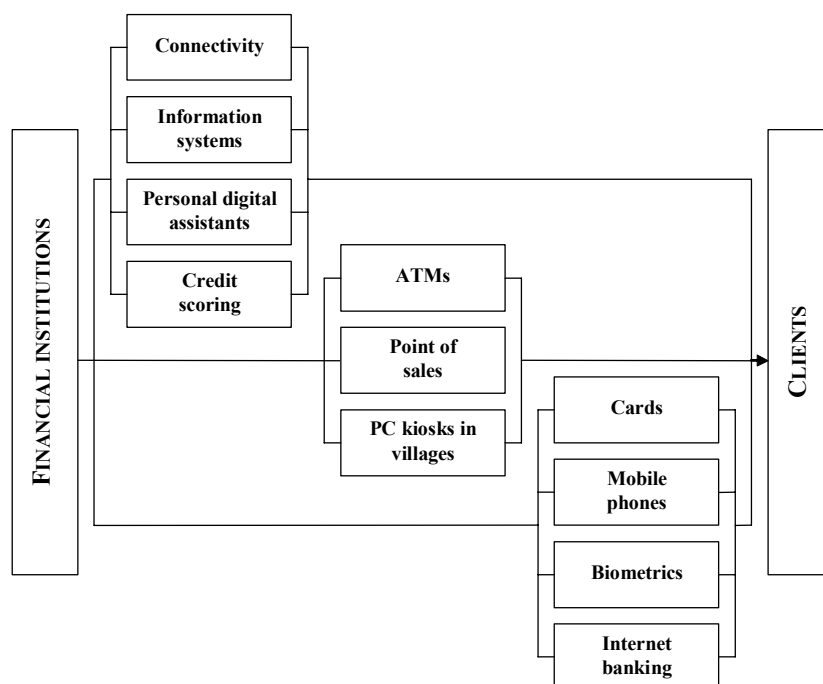 Connectivity
Information
systems
Personal digital
assistants
Credit
scoring
FINANCIAL INSTITUTIONS
ATMs
Point of
sales
PC kiosks in
villages
Cards
Mobile
phones
Biometrics
Internet
banking
CLIENTS